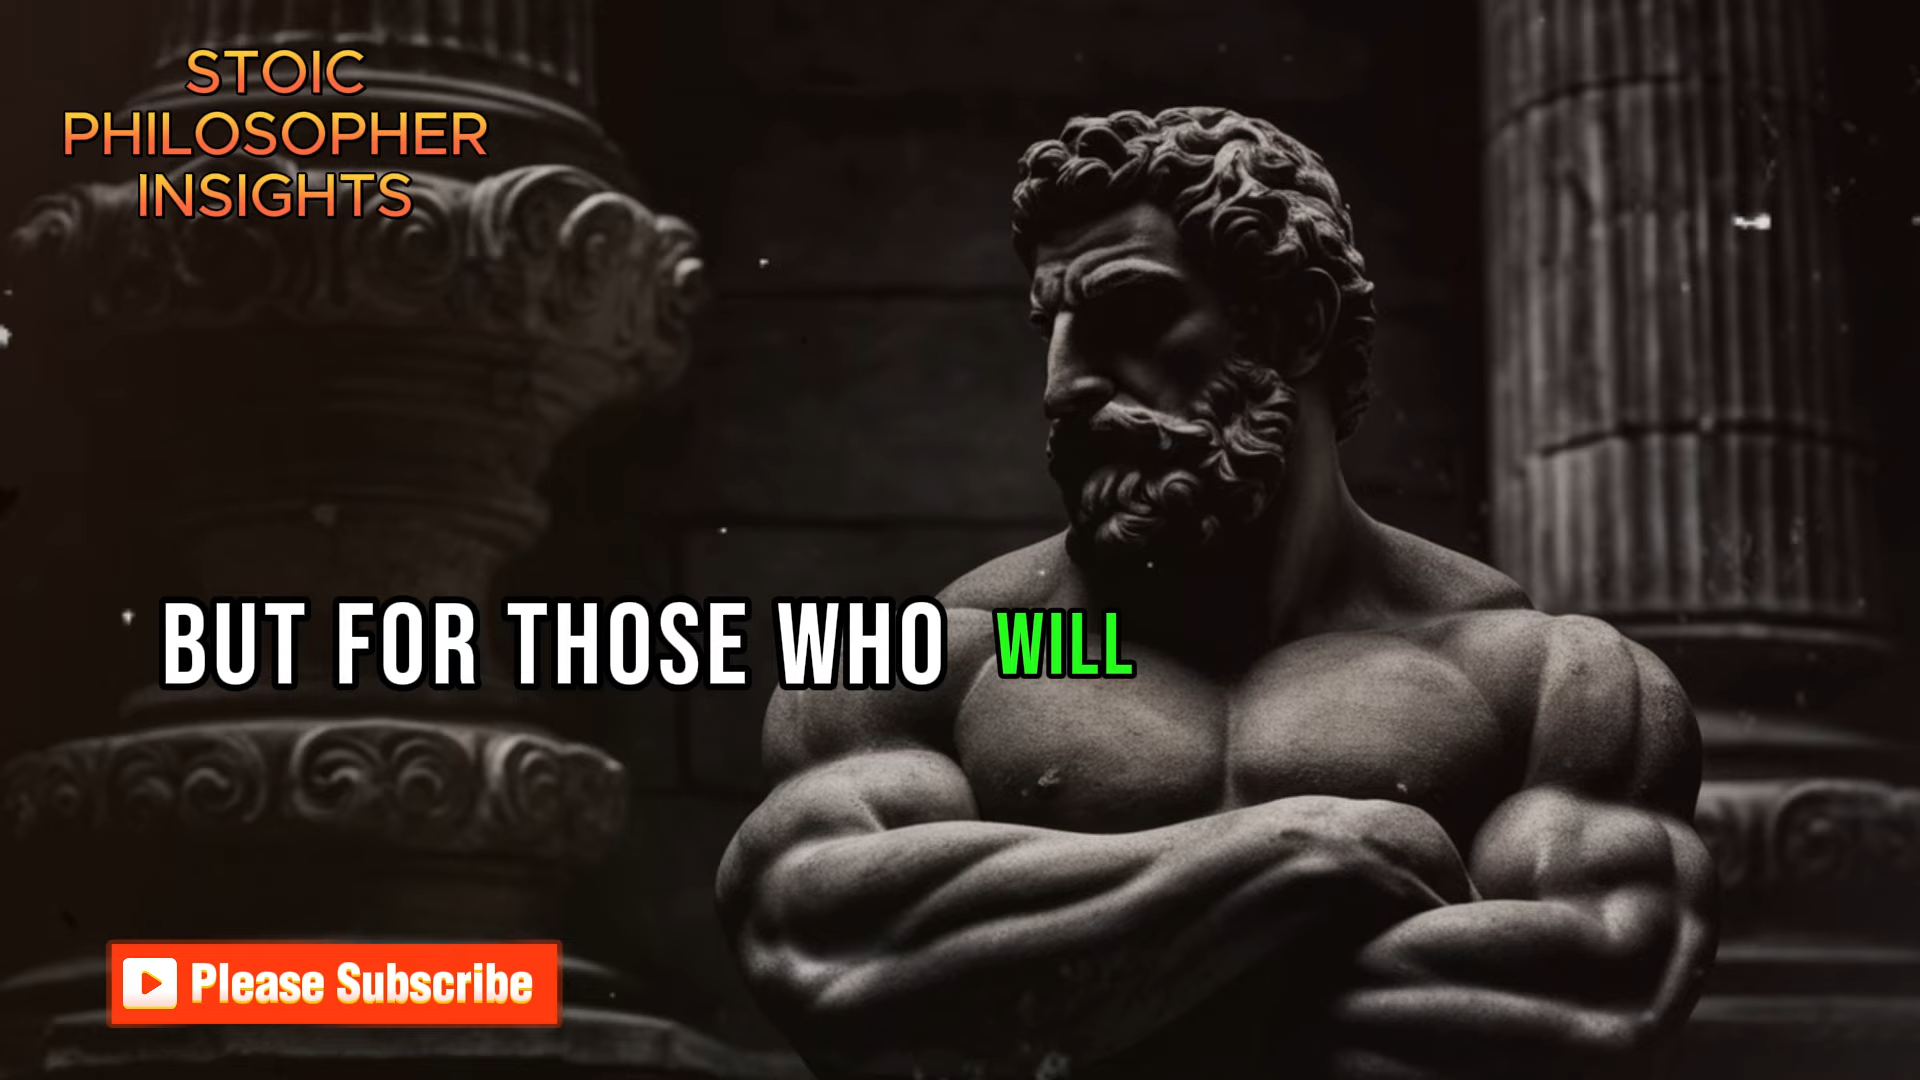 STOIC
PHILOSOPHER
INSIGHTS
BUT FOR THOSE WHO WILL
Please Subscribe